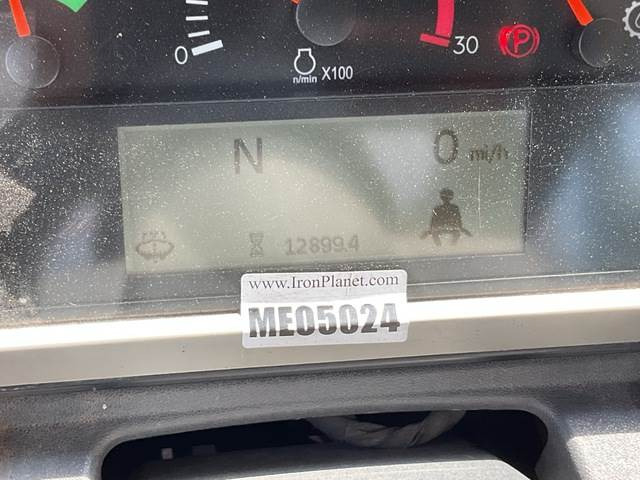 0
30
n/min X100
P
N
0 mi/h
12899.4
www.IronPlanet.com
ME05024